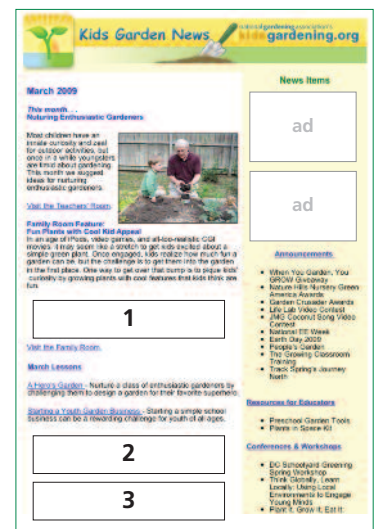 Kids Garden News
nationalgardening association's
kidsgardening.org
March 2009
This month. . .
Nuturing Enthusiastic Gardeners
Most children have an
innate curiosity and zeal
for outdoor activities, but
once in a while youngsters
are timid about gardening.
This month we suggest
ideas for nurturing
enthusiastic gardeners.
Visit the Teachers' Room.
Family Room Feature:
Fun Plants with Cool Kid Appeal
In an age of iPods, video games, and all-too-realistic CGI
movies, it may seem like a stretch to get kids excited about a
simple green plant. Once engaged, kids realize how much fun a
garden can be, but the challenge is to get them into the garden
in the first place. One way to get over that bump is to pique kids'
curiosity by growing plants with cool features that kids think are
fun.
1
Visit the Family Room.
March Lessons
A Hero's Garden - Nurture a class of enthusiastic gardeners by
challenging them to design a garden for their favorite superhero.
Starting a Youth Garden Business - Starting a simple school
business can be a rewarding challenge for youth of all ages.
2
3
News Items
ad
ad
Announcements
When You Garden, You
GROW Giveaway
Nature Hills Nursery Green
America Awards
Garden Crusader Awards
Life Lab Video Contest
JMG Coconut Song Video
Contest
National EE Week
Earth Day 2009
People's Garden
The Growing Classroom
Training
Track Spring's Journey
North
Resources for Educators
Preschool Garden Tools
Plants in Space Kit
Conferences & Workshops
DC Schoolyard Greening
Spring Workshop
Think Globally, Learn
Locally: Using Local
Environments to Engage
Young Minds
Plant it, Grow it, Eat it: